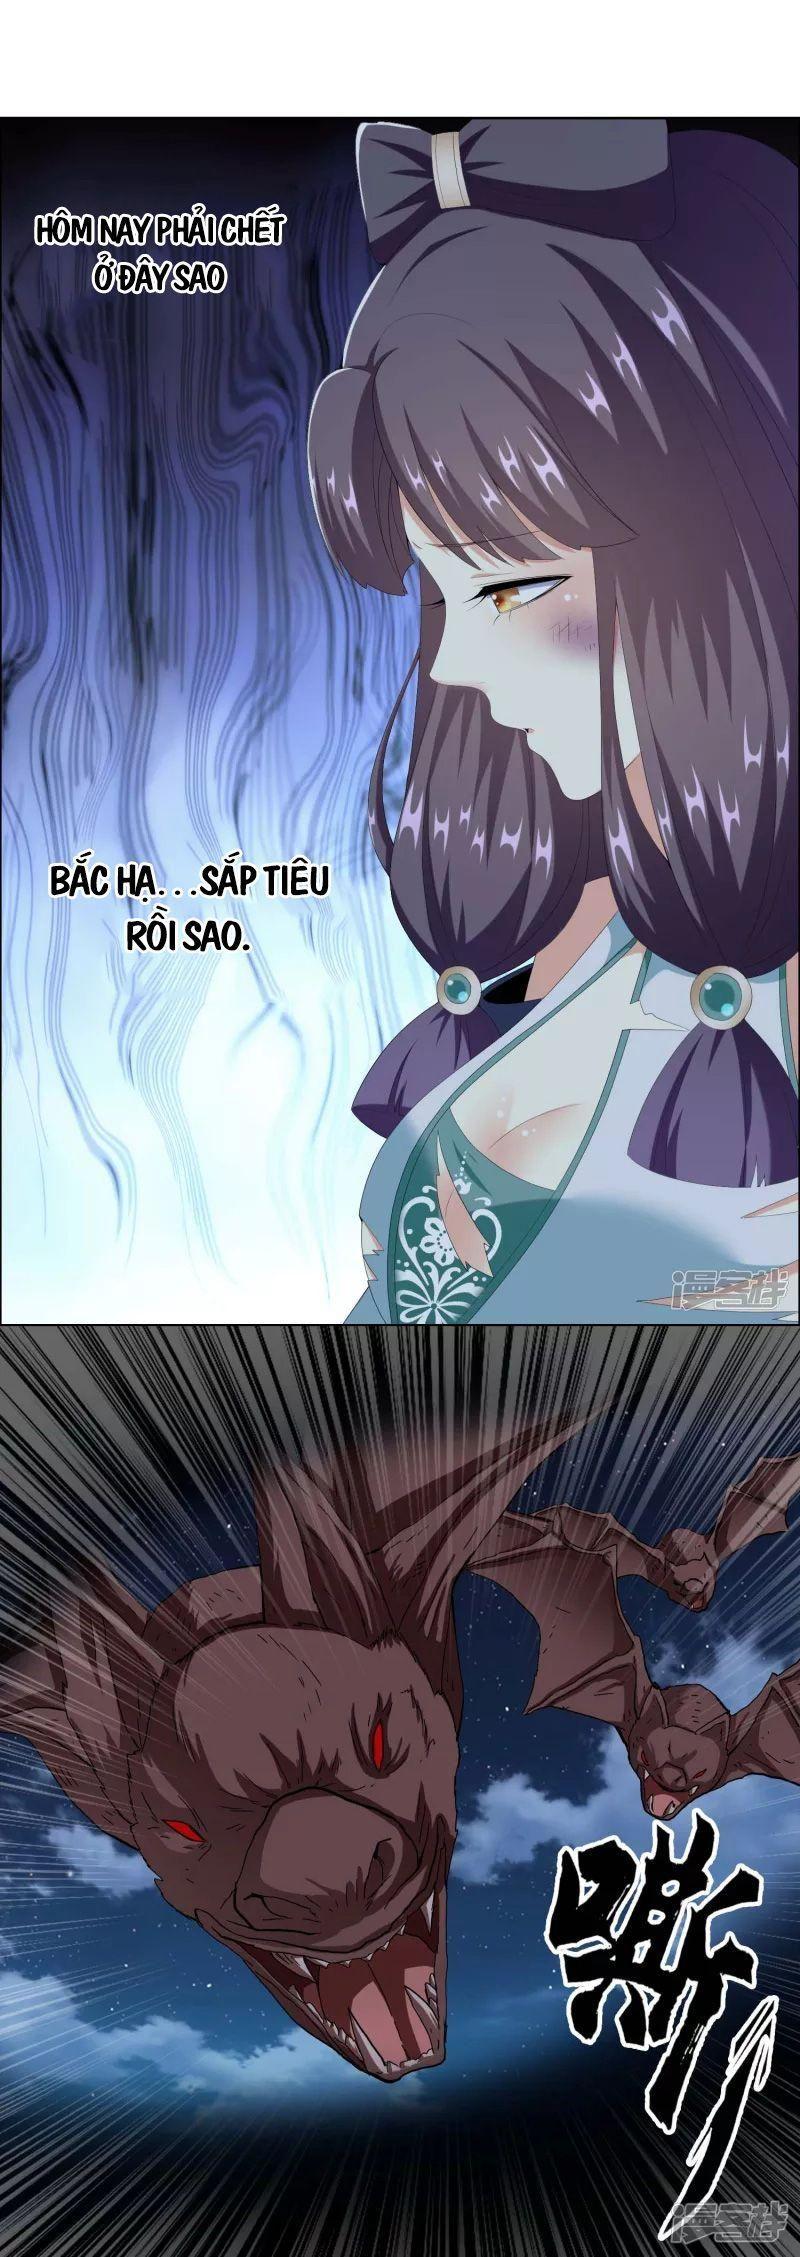 HÔM NAY PHẢI CHẾT
Ở ĐÂY SAO
BẮC HẠ...SẮP TIÊU
RỒI SAO.
漫客栈
嘶
漫客栈